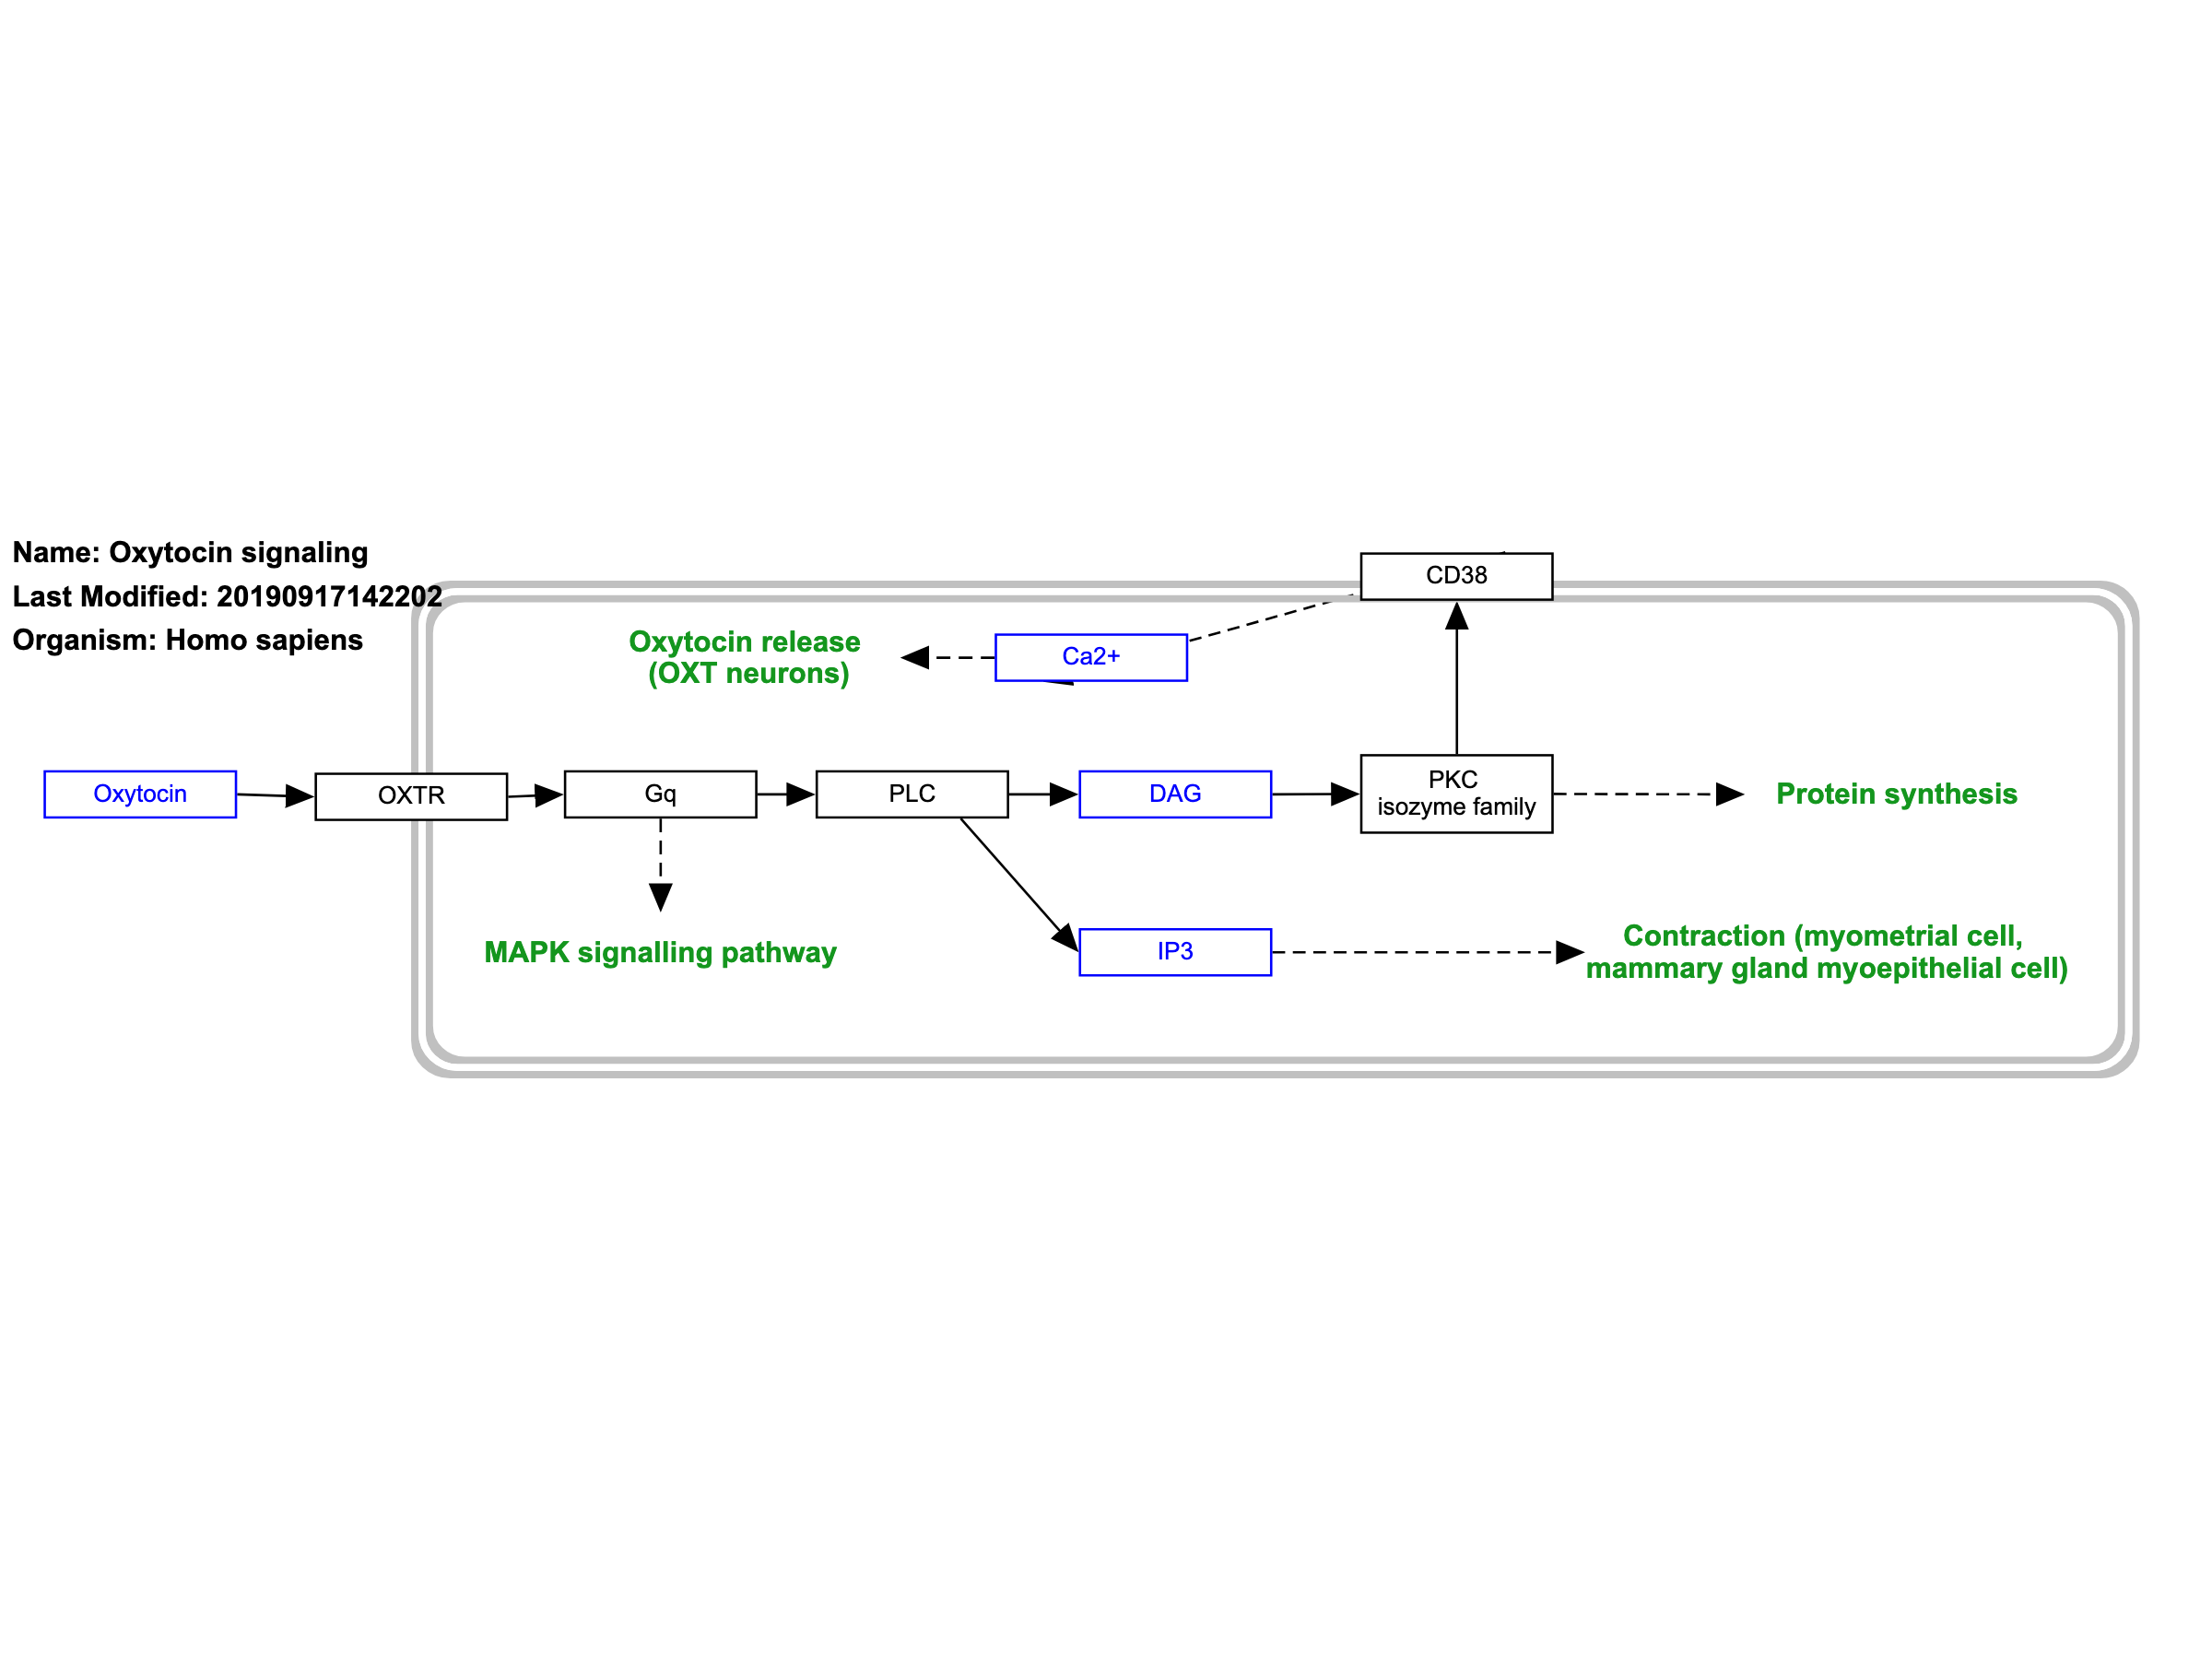 Name: Oxytocin signaling
Last Modified: 20190917142202
Organism: Homo sapiens
CD38
Oxytocin release
(OXT neurons)
Ca2+
Oxytocin
OXTR
Gq
PLC
DAG
PKC
isozyme family
Protein synthesis
MAPK signalling pathway
IP3
Contraction (myometrial cell,
mammary gland myoepithelial cell)